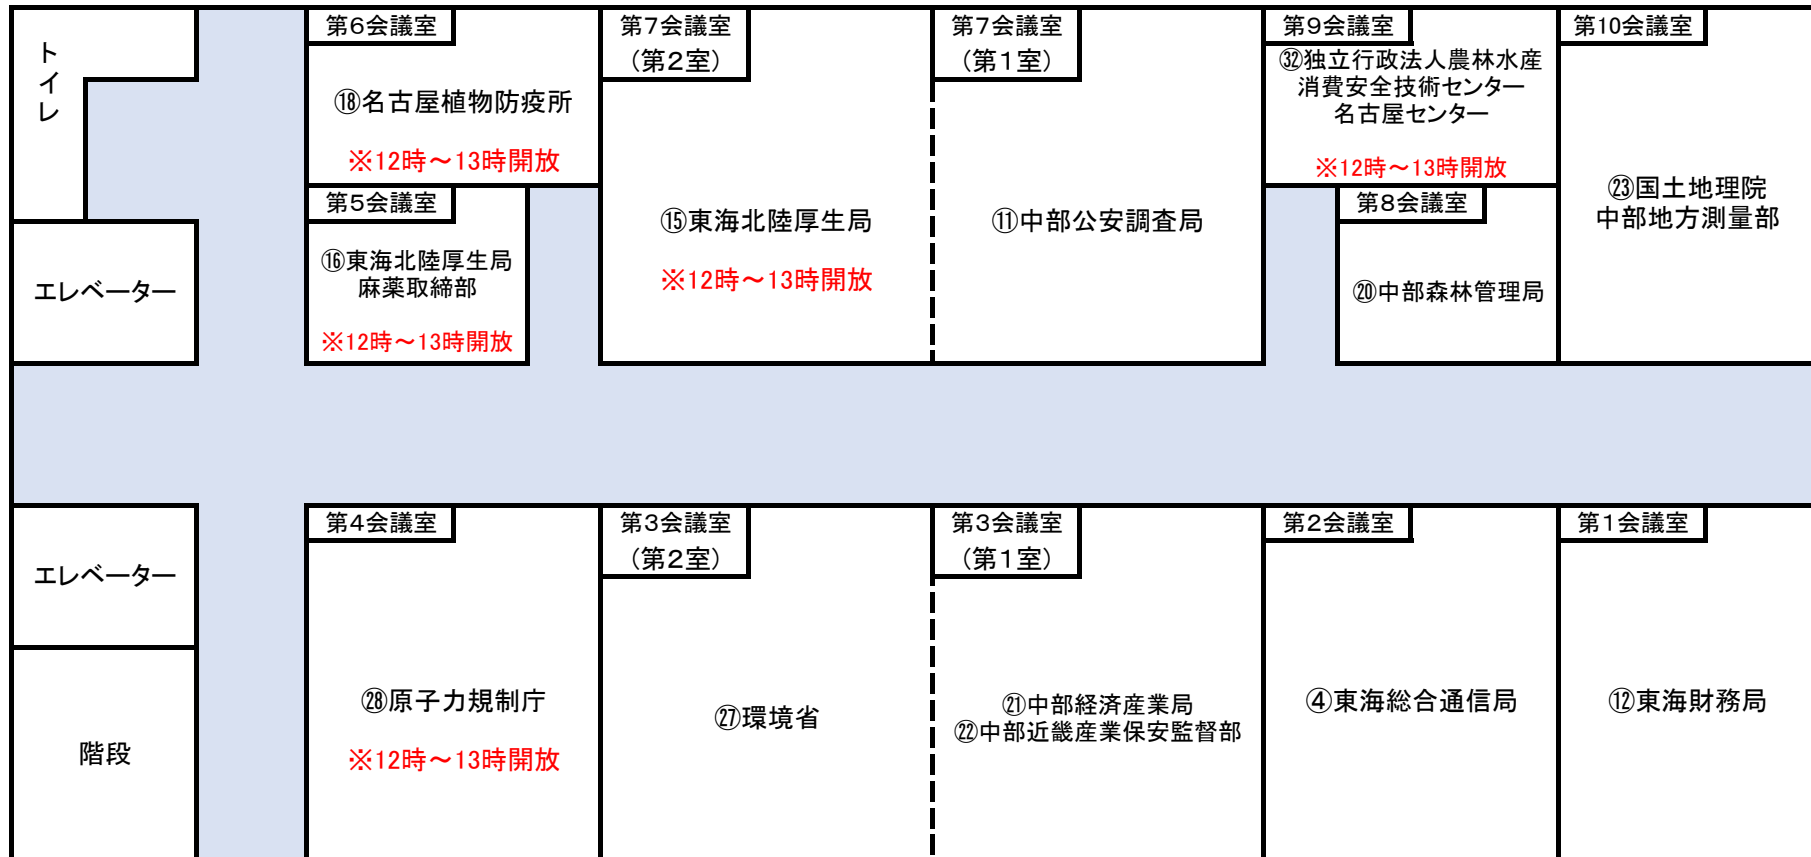 トイレ
第6会議室
⑱名古屋植物防疫所
※12時～13時開放
第7会議室
（第2室）
⑮東海北陸厚生局
※12時～13時開放
第7会議室
（第1室）
⑪中部公安調査局
第9会議室
㉜独立行政法人農林水産
消費安全技術センター
名古屋センター
※12時～13時開放
第10会議室
㉓国土地理院
中部地方測量部
第5会議室
⑯東海北陸厚生局
麻薬取締部
※12時～13時開放
第8会議室
⑳中部森林管理局
エレベーター
エレベーター
階段
第4会議室
㉘原子力規制庁
※12時～13時開放
第3会議室
（第2室）
㉗環境省
第3会議室
（第1室）
㉑中部経済産業局
㉒中部近畿産業保安監督部
第2会議室
④東海総合通信局
第1会議室
⑫東海財務局